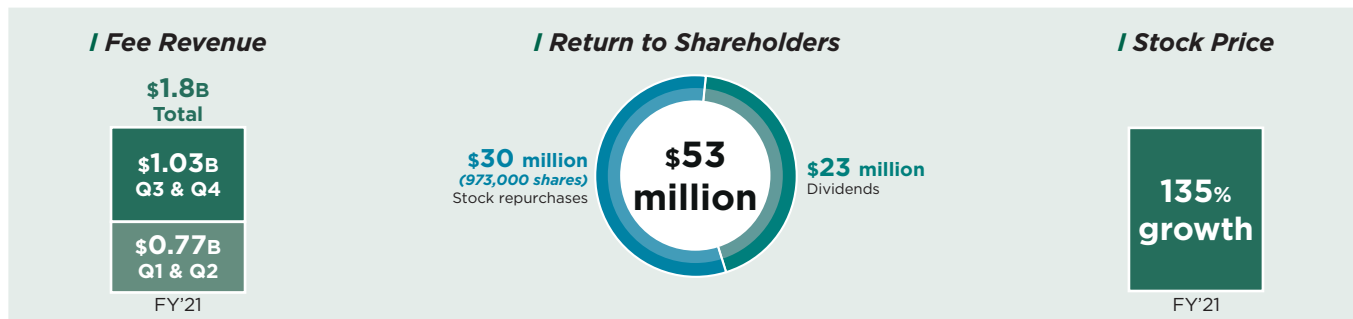 Fee Revenue
$1.8B
Total
$1.03B
Q3 & Q4
$0.77B
Q1 & Q2
FY'21
Return to Shareholders
$30 million
(973,000 shares)
Stock repurchases
$53
million
$23 million
Dividends
Stock Price
135%
growth
FY'21